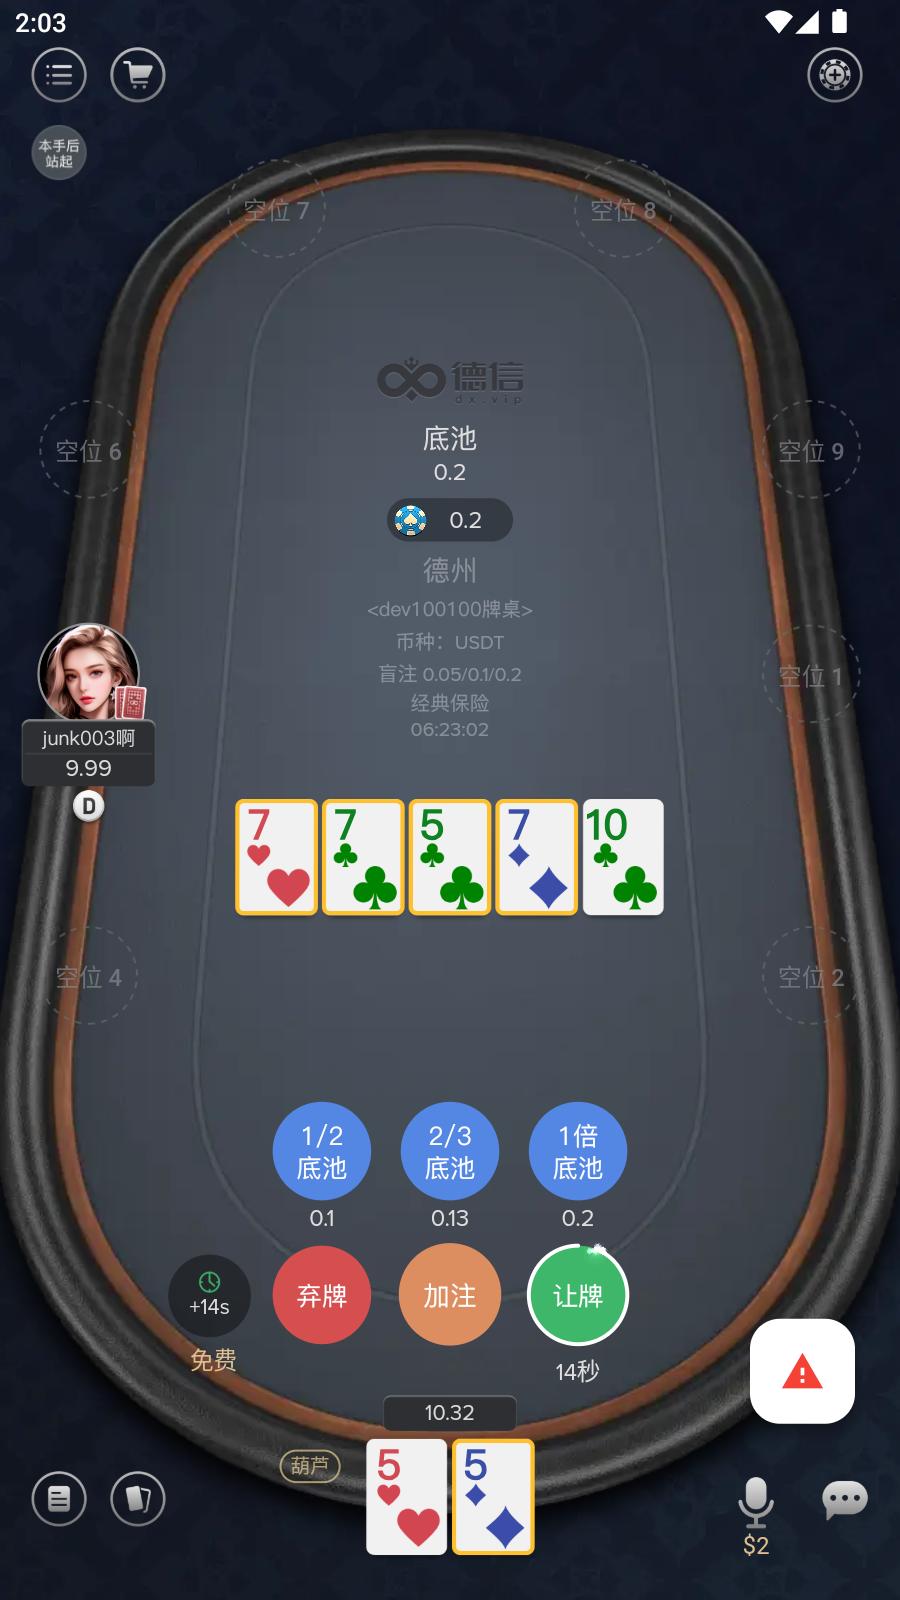 2:03
本手后
站起
空位 7
空位 8
德信
dx.vip
底池
0.2
空位 6
空位 9
0.2
德州
<dev100100牌桌>
币种：USDT
盲注 0.05/0.1/0.2
经典保险
06:23:02
空位 1
junk003啊
9.99
D
7
7
5
7
10
空位 4
空位 2
1/2
底池
2/3
底池
1倍
底池
0.1
0.13
0.2
+14s
弃牌
加注
让牌
免费
14秒
10.32
葫芦
5
5
$2